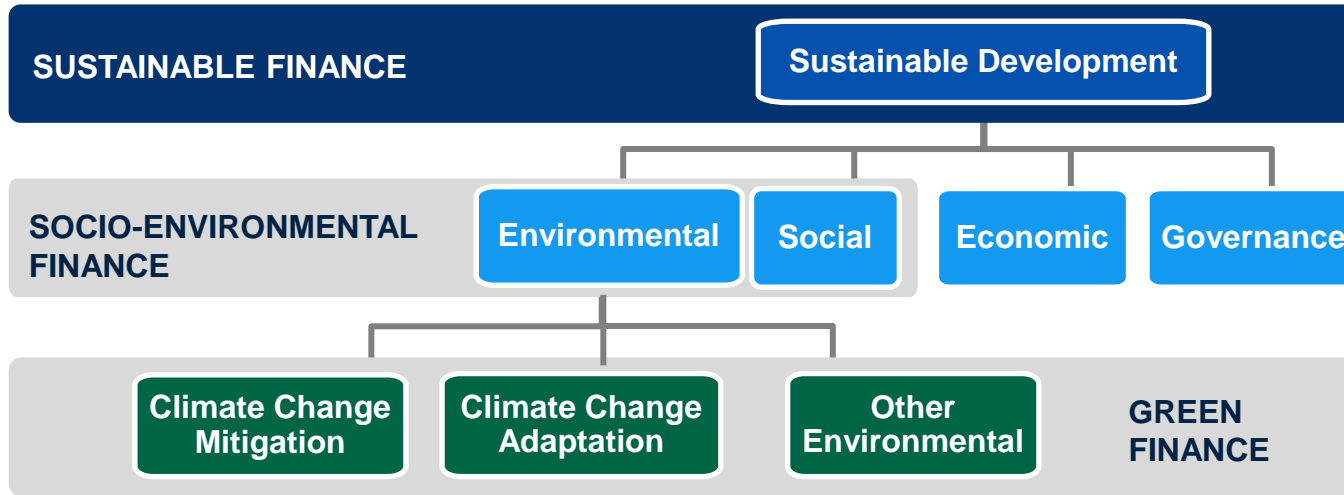 SUSTAINABLE FINANCE
Sustainable Development
SOCIO-ENVIRONMENTAL
FINANCE
Environmental
Social
Economic
Governance
Climate Change
Mitigation
Climate Change
Adaptation
Other
Environmental
GREEN
FINANCE